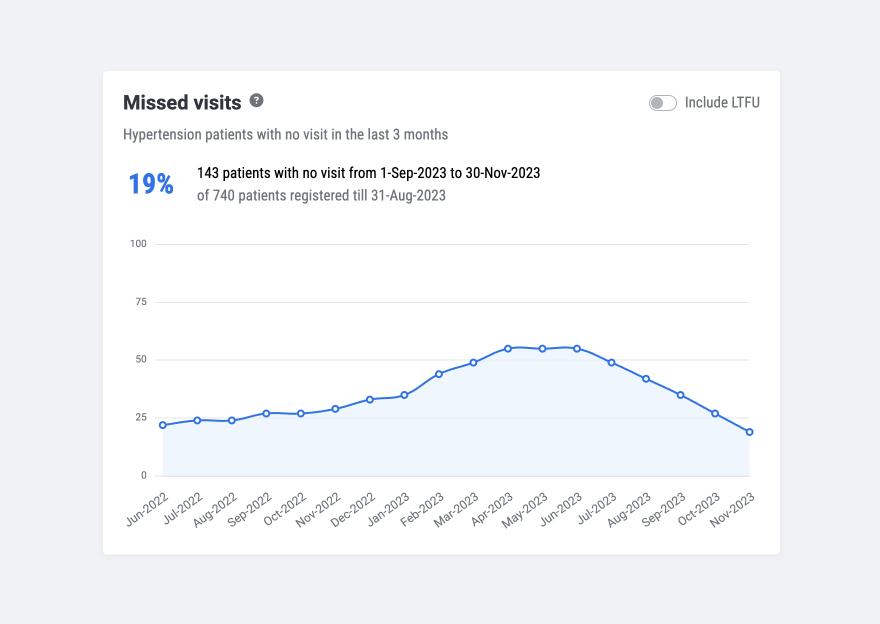 Missed visits ?
Include LTFU
Hypertension patients with no visit in the last 3 months
19%
143 patients with no visit from 1-Sep-2023 to 30-Nov-2023
of 740 patients registered till 31-Aug-2023
100
75
50
25
0
Jun-2022
Jul-2022
Aug-2022
Sep-2022
Oct-2022
Nov-2022
Dec-2022
Jan-2023
Feb-2023
Mar-2023
Apr-2023
May-2023
Jun-2023
Jul-2023
Aug-2023
Sep-2023
Oct-2023
Nov-2023